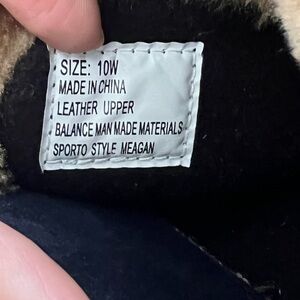 SIZE: 10W
MADE IN CHINA
LEATHER UPPER
BALANCE MAN MADE MATERIALS
SPORTO STYLE MEAGAN